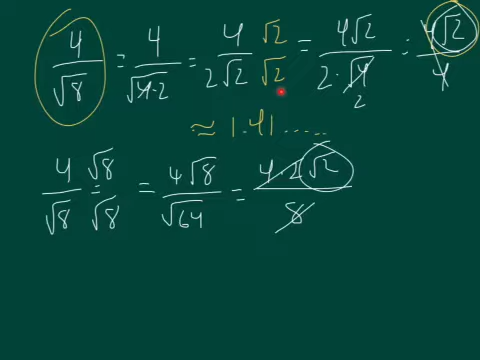 4/√8 = 4/√(4·2) = 4/(2√2) √2/√2 = 4√2/(2·√4) 2 = 4√2/4
≈ 1.41.....
4/√8 = √8/√8 = 4√8/√64 = 4·2√2/8